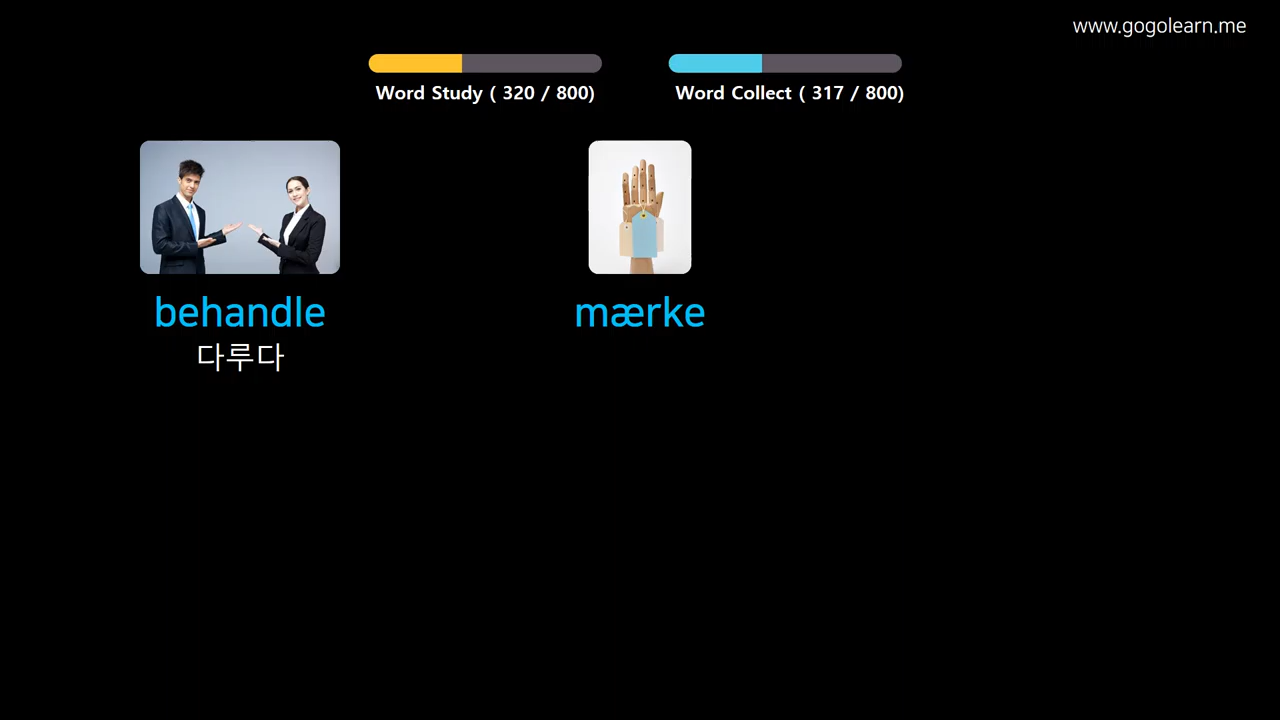 www.gogolearn.me
Word Study ( 320 / 800)
Word Collect ( 317 / 800)
behandle
다루다
mærke